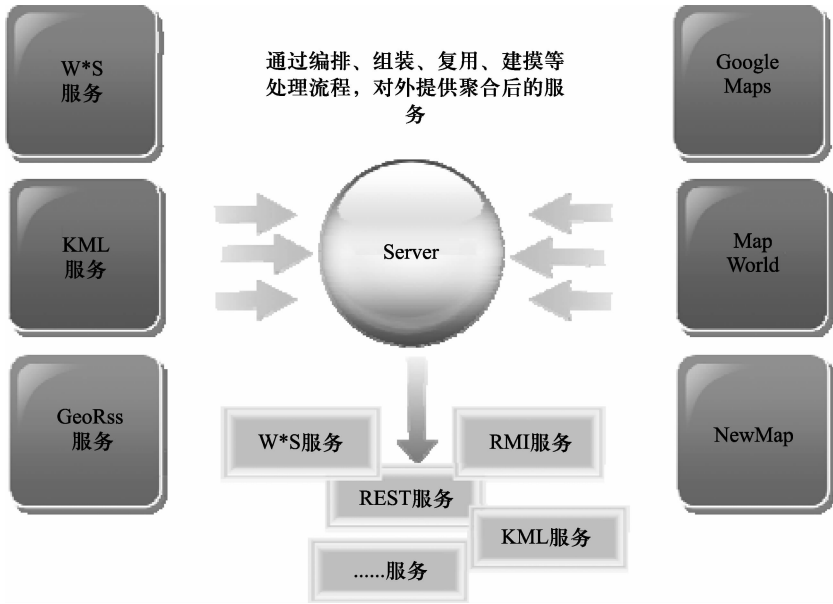 W*S
服务
通过编排、组装、复用、建摸等
处理流程，对外提供聚合后的服
务
Google
Maps
KML
服务
Server
Map
World
GeoRss
服务
NewMap
W*S服务
RMI服务
REST服务
KML服务
......服务